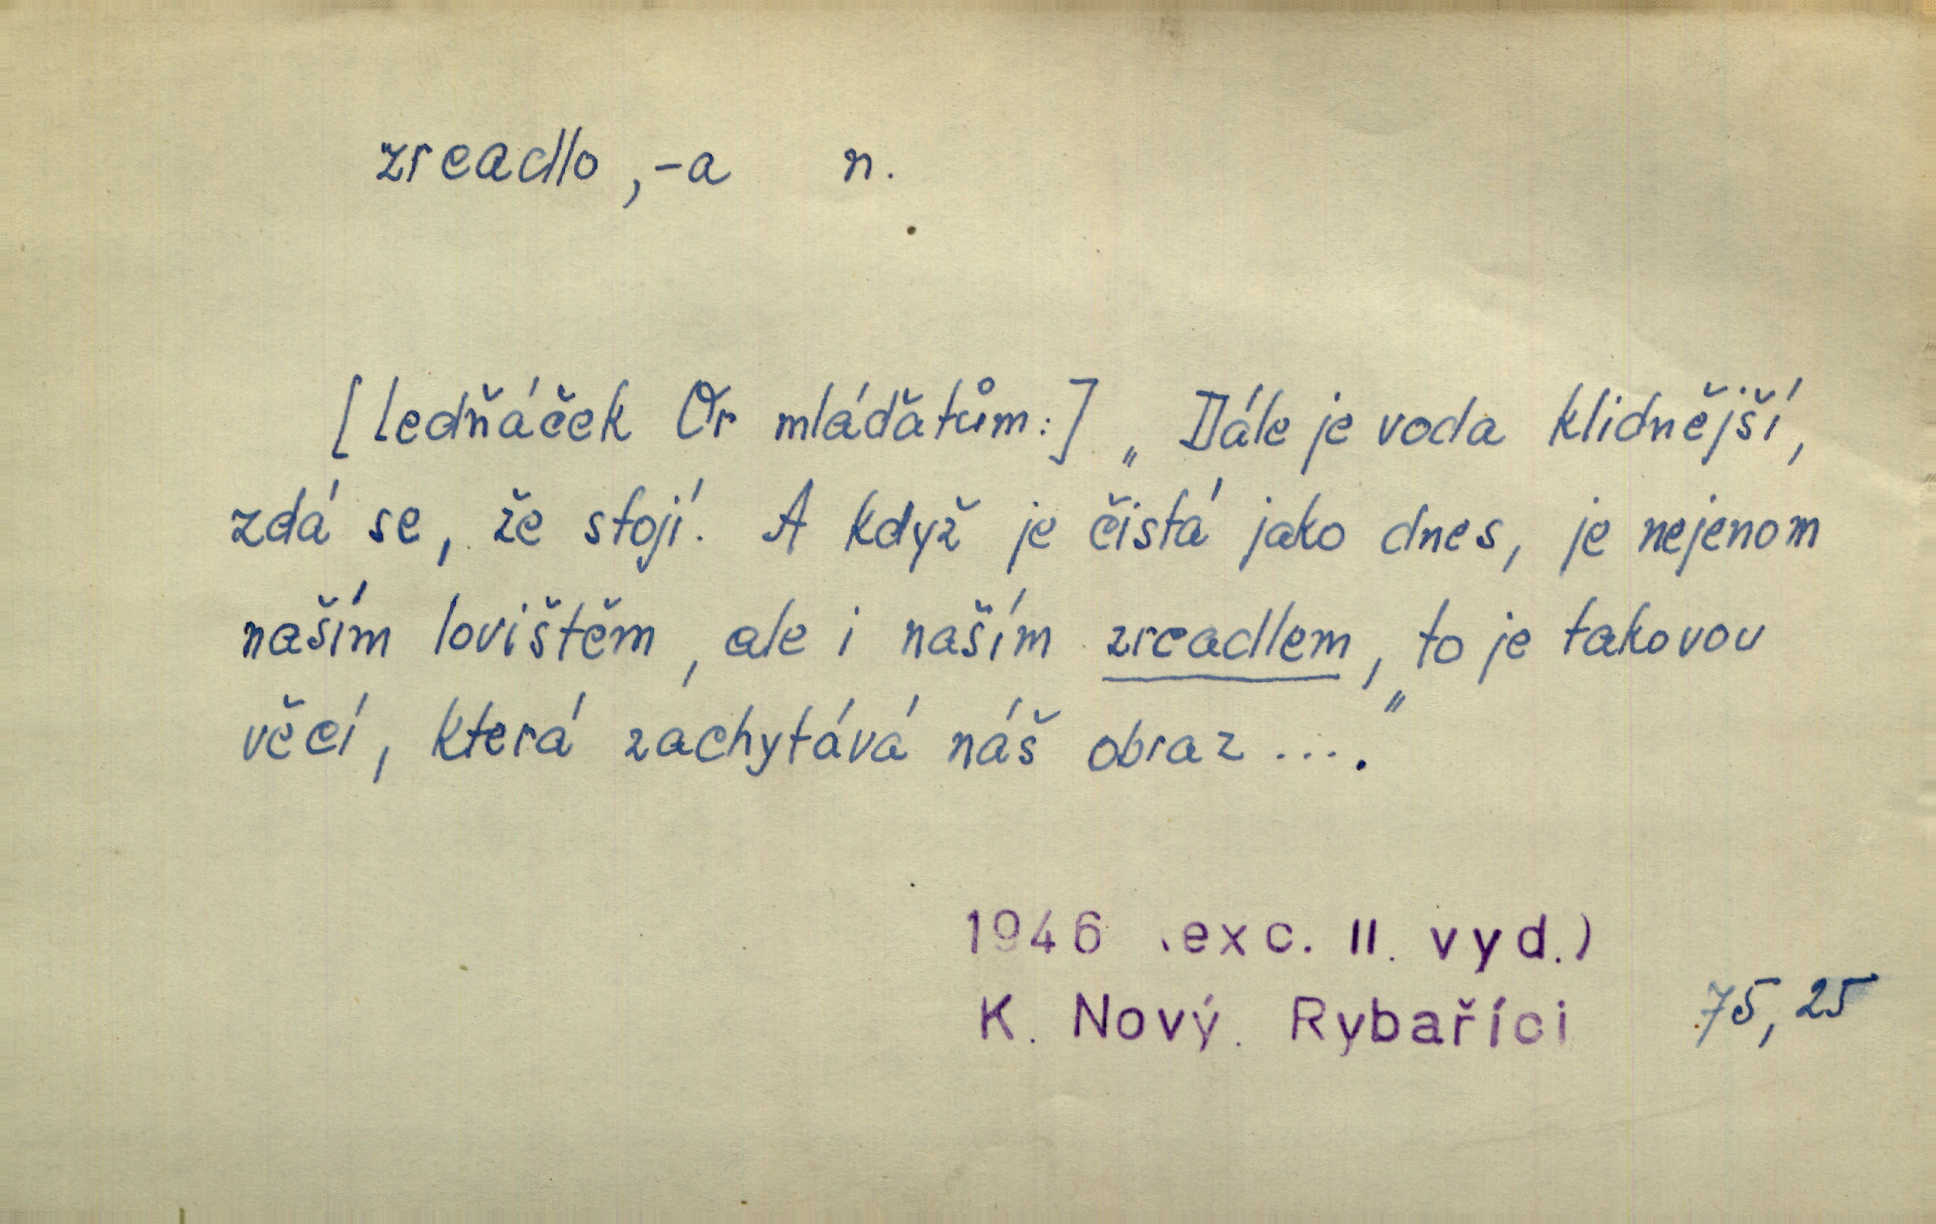 zrcadlo, -a n.
[ledňáček Or mláďatům:] „Dále je voda klidnější,
zdá se, že stojí. A když je čistá jako dnes, je nejenom
naším lovištěm, ale i naším zrcadlem, to je takovou
věcí, která zachytává náš obraz ...."
1946 (exc. II. vyd.)
K. Nový. Rybaříci 75, 25